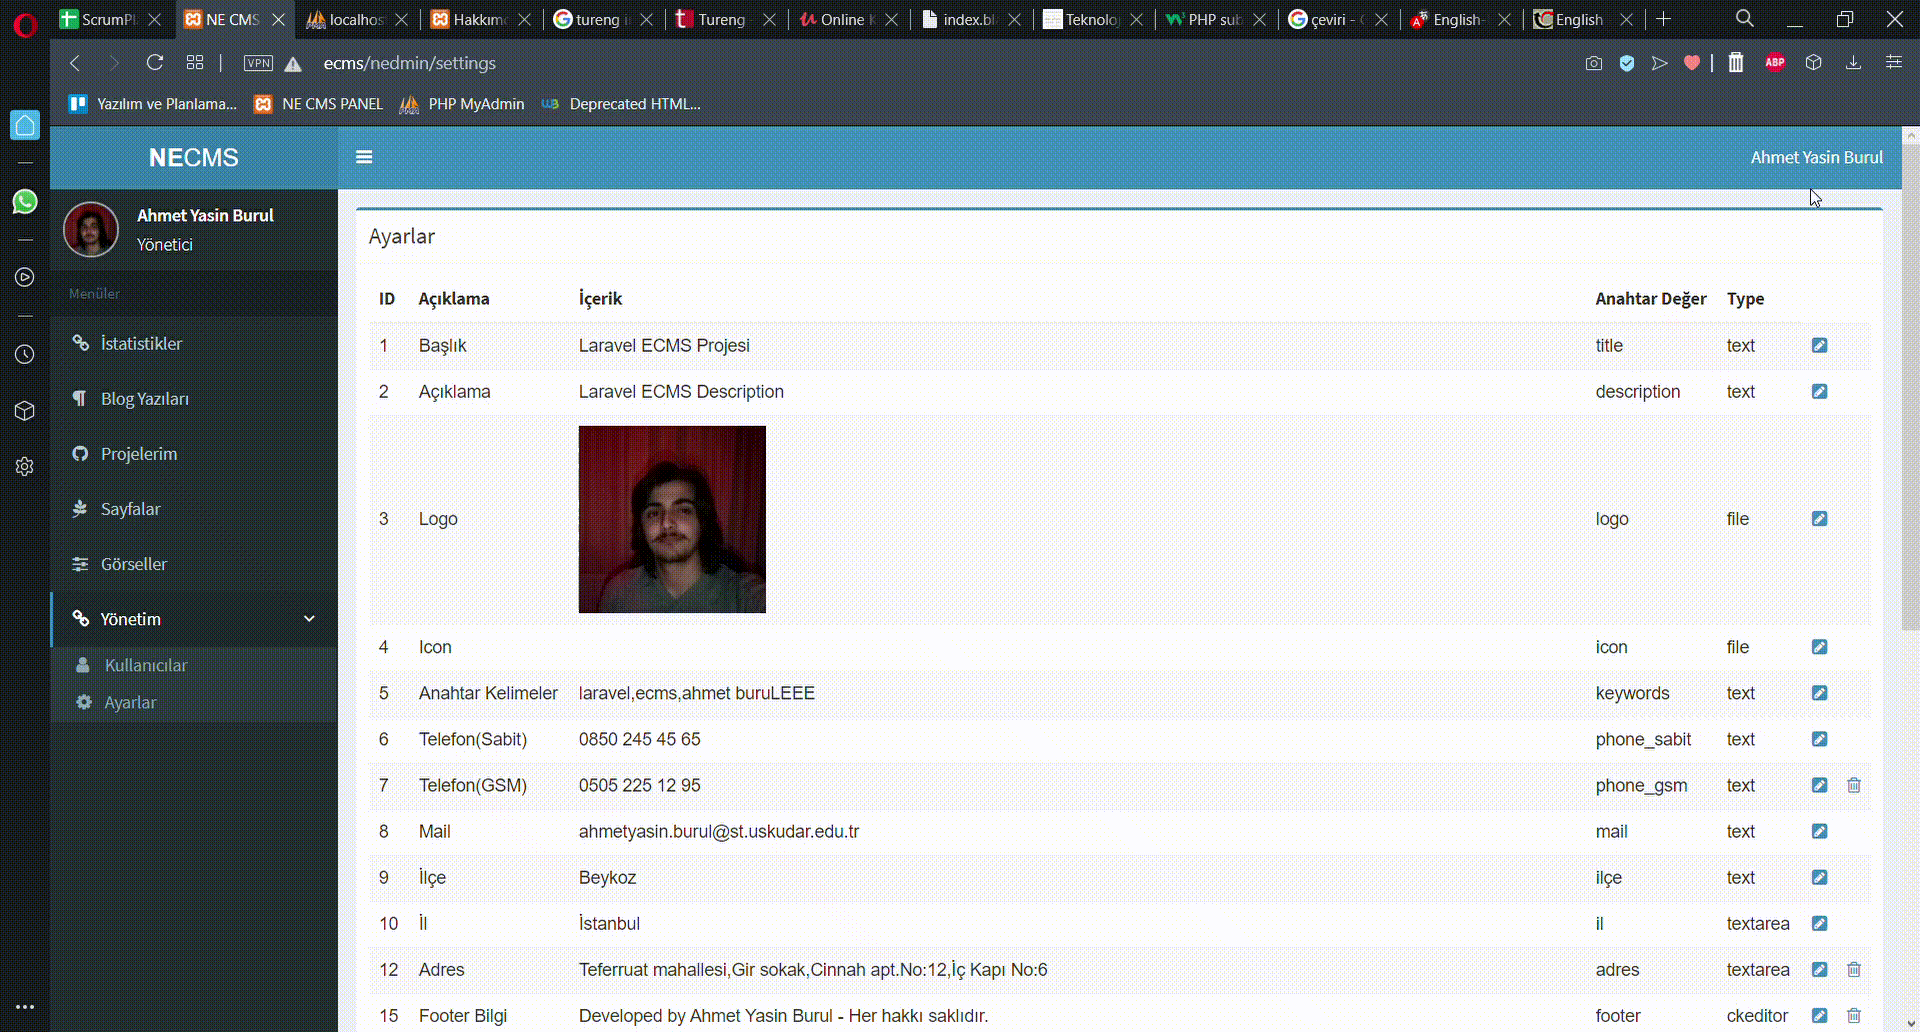 ScrumPl
NE CMS
localhos
Hakkım
tureng i
Tureng
Online K
index.bl
Teknoloj
PHP sub
çeviri -
English-
English
VPN
ecms/nedmin/settings
ABP
Yazılım ve Planlama...
NE CMS PANEL
PHP MyAdmin
Deprecated HTML...
NECMS
Ahmet Yasin Burul
Ahmet Yasin Burul
Yönetici
Menüler
İstatistikler
Blog Yazıları
Projelerim
Sayfalar
Görseller
Yönetim
Kullanıcılar
Ayarlar
Ayarlar
ID Açıklama İçerik Anahtar Değer Type
1 Başlık Laravel ECMS Projesi title text
2 Açıklama Laravel ECMS Description description text
3 Logo logo file
4 Icon icon file
5 Anahtar Kelimeler laravel,ecms,ahmet buruLEEE keywords text
6 Telefon(Sabit) 0850 245 45 65 phone_sabit text
7 Telefon(GSM) 0505 225 12 95 phone_gsm text
8 Mail ahmetyasin.burul@st.uskudar.edu.tr mail text
9 İlçe Beykoz ilçe text
10 İl İstanbul il textarea
12 Adres Teferruat mahallesi,Gir sokak,Cinnah apt.No:12,İç Kapı No:6 adres textarea
15 Footer Bilgi Developed by Ahmet Yasin Burul - Her hakkı saklıdır. footer ckeditor